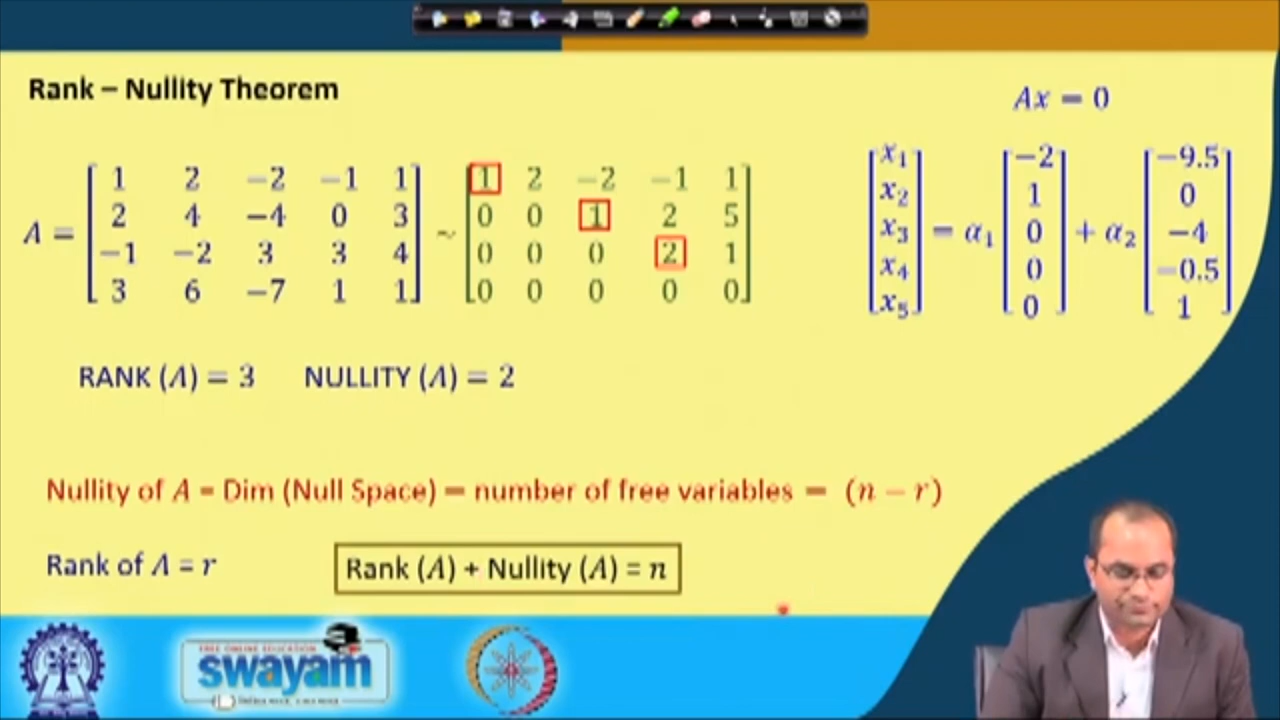 Rank – Nullity Theorem
Ax = 0
A = [1 2 −2 −1 1; 2 4 −4 0 3; −1 −2 3 3 4; 3 6 −7 1 1] ~ [1 2 −2 −1 1; 0 0 1 2 5; 0 0 0 2 1; 0 0 0 0 0]
[x₁; x₂; x₃; x₄; x₅] = α₁ [−2; 1; 0; 0; 0] + α₂ [−9.5; 0; −4; −0.5; 1]
RANK (A) = 3 NULLITY (A) = 2
Nullity of A = Dim (Null Space) = number of free variables = (n − r)
Rank of A = r
Rank (A) + Nullity (A) = n
FREE ONLINE EDUCATION
swayam